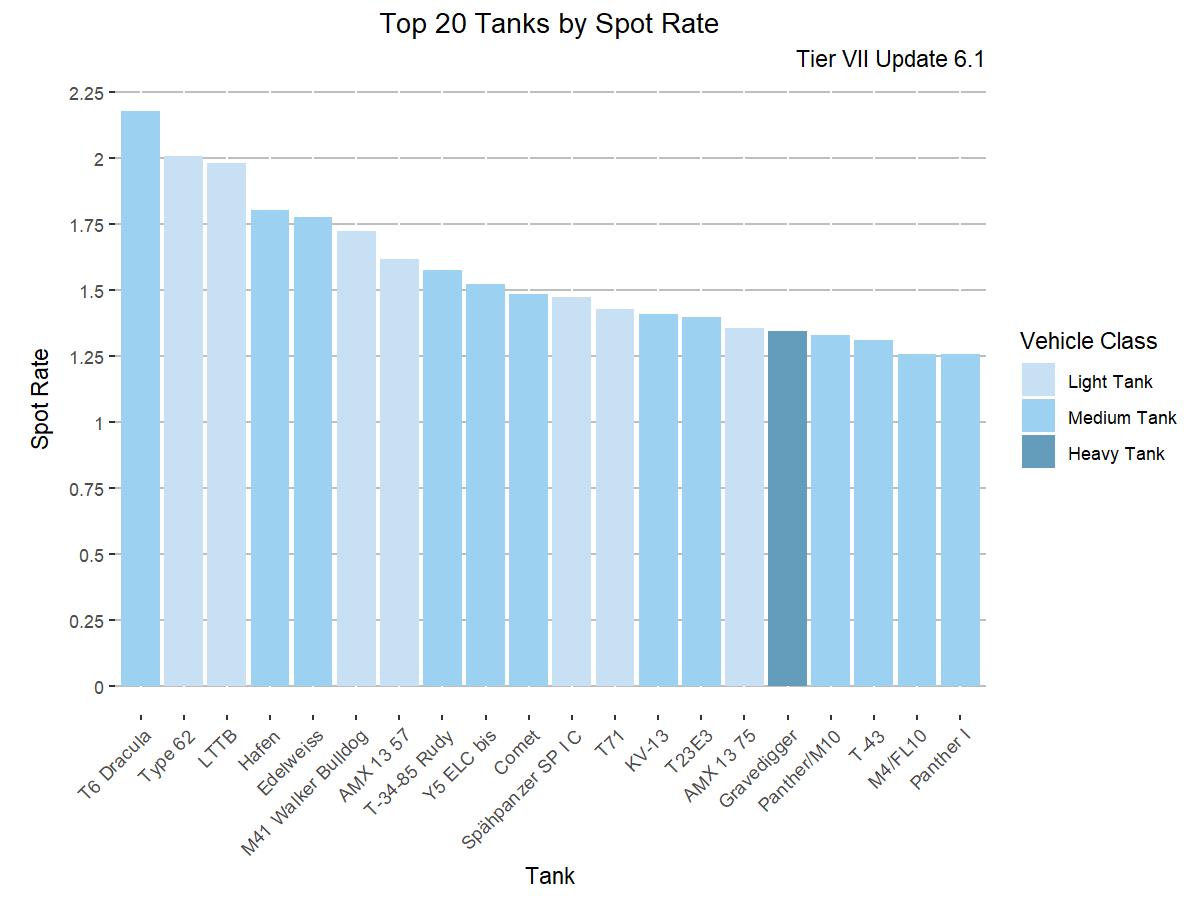 Top 20 Tanks by Spot Rate
Tier VII Update 6.1
2.25
2
1.75
1.5
1.25
1
0.75
0.5
0.25
0
Spot Rate
T6 Dracula
Type 62
LTTB
Hafen
Edelweiss
M41 Walker Bulldog
AMX 13 57
T-34-85 Rudy
Y5 ELC bis
Comet
Spähpanzer SP I C
T71
KV-13
T23E3
AMX 13 75
Gravedigger
Panther/M10
T-43
M4/FL10
Panther I
Tank
Vehicle Class
Light Tank
Medium Tank
Heavy Tank